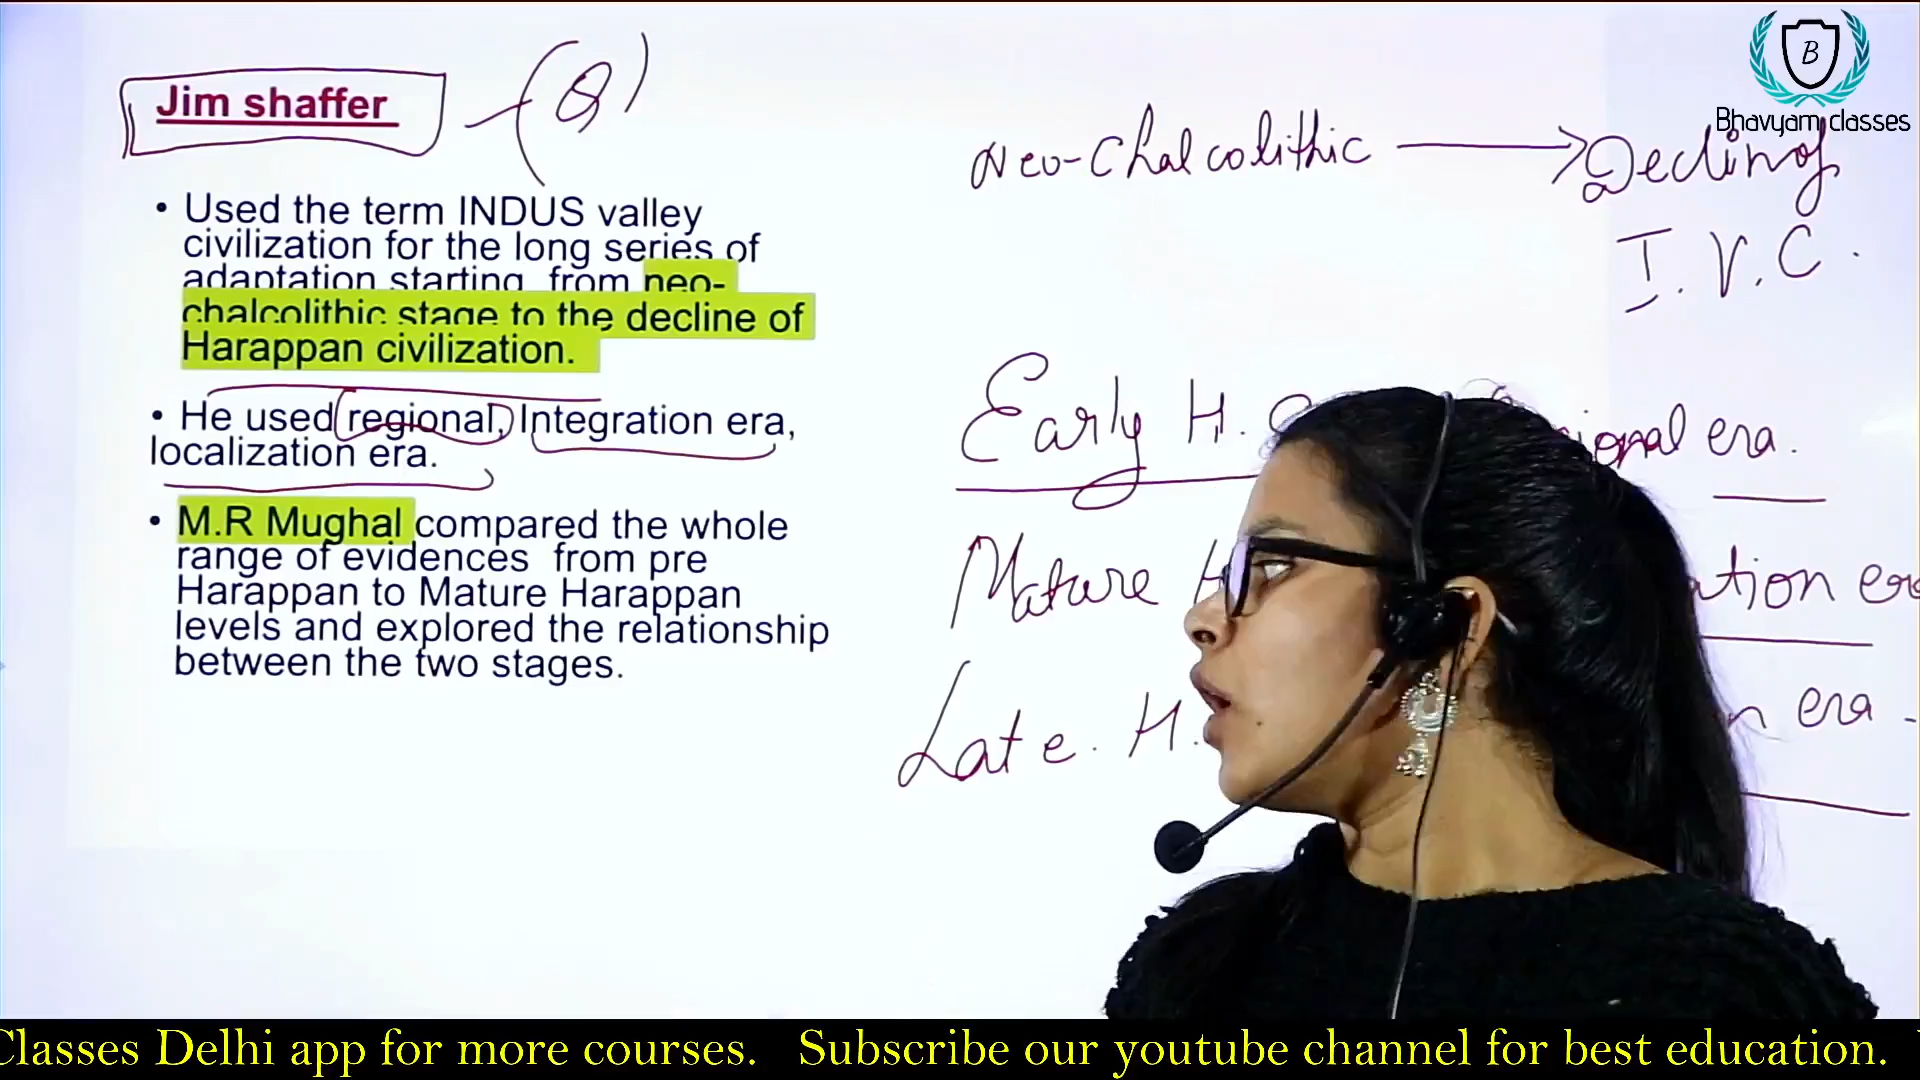 B
Bhavyam classes
Jim shaffer
(Q)
• Used the term INDUS valley
civilization for the long series of
adaptation starting from neo-
chalcolithic stage to the decline of
Harappan civilization.
• He used regional, Integration era,
localization era.
• M.R Mughal compared the whole
range of evidences from pre
Harappan to Mature Harappan
levels and explored the relationship
between the two stages.
Neo-Chalcolithic → Declinof
I.V.C.
Early H. ional era.
Mature H ation era
Late. H. n era
Classes Delhi app for more courses. Subscribe our youtube channel for best education.